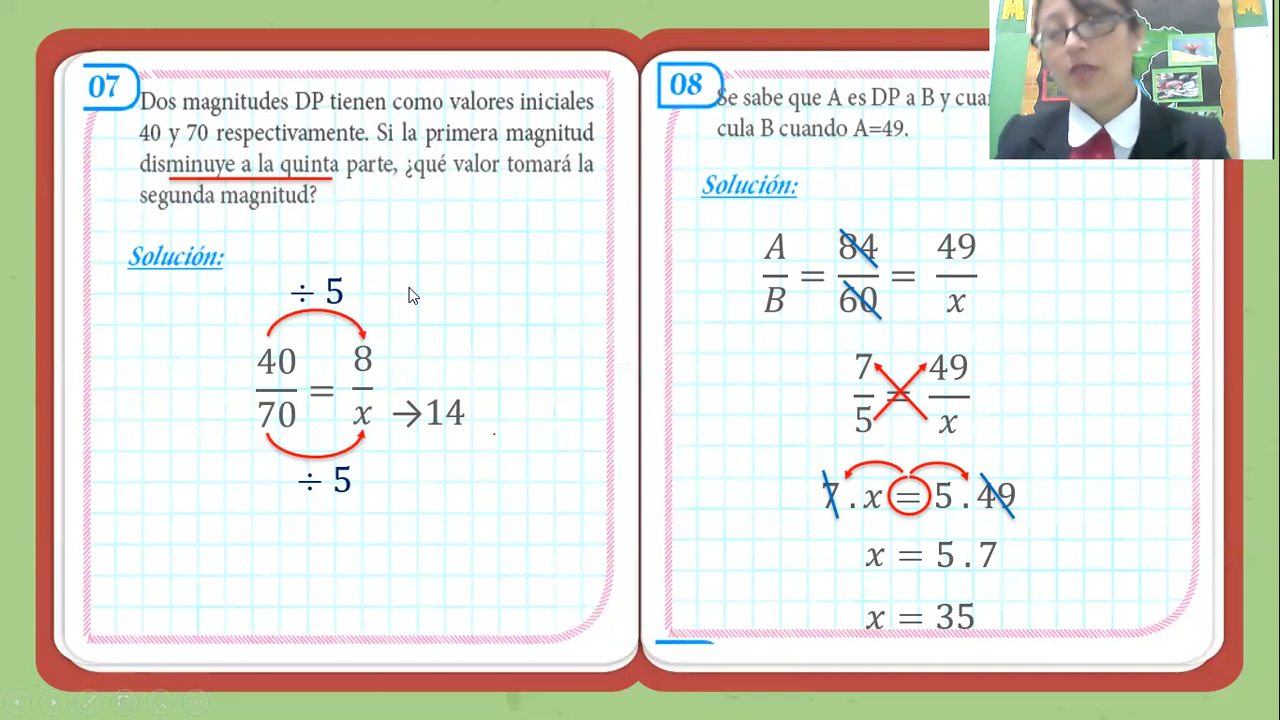 07
Dos magnitudes DP tienen como valores iniciales
40 y 70 respectivamente. Si la primera magnitud
disminuye a la quinta parte, ¿qué valor tomará la
segunda magnitud?
Solución:
÷ 5
40/70 = 8/x →14
÷ 5
08
Se sabe que A es DP a B y
cula B cuando A=49.
Solución:
A/B = 84/60 = 49/x
7/5 = 49/x
7 . x = 5 . 49
x = 5 . 7
x = 35